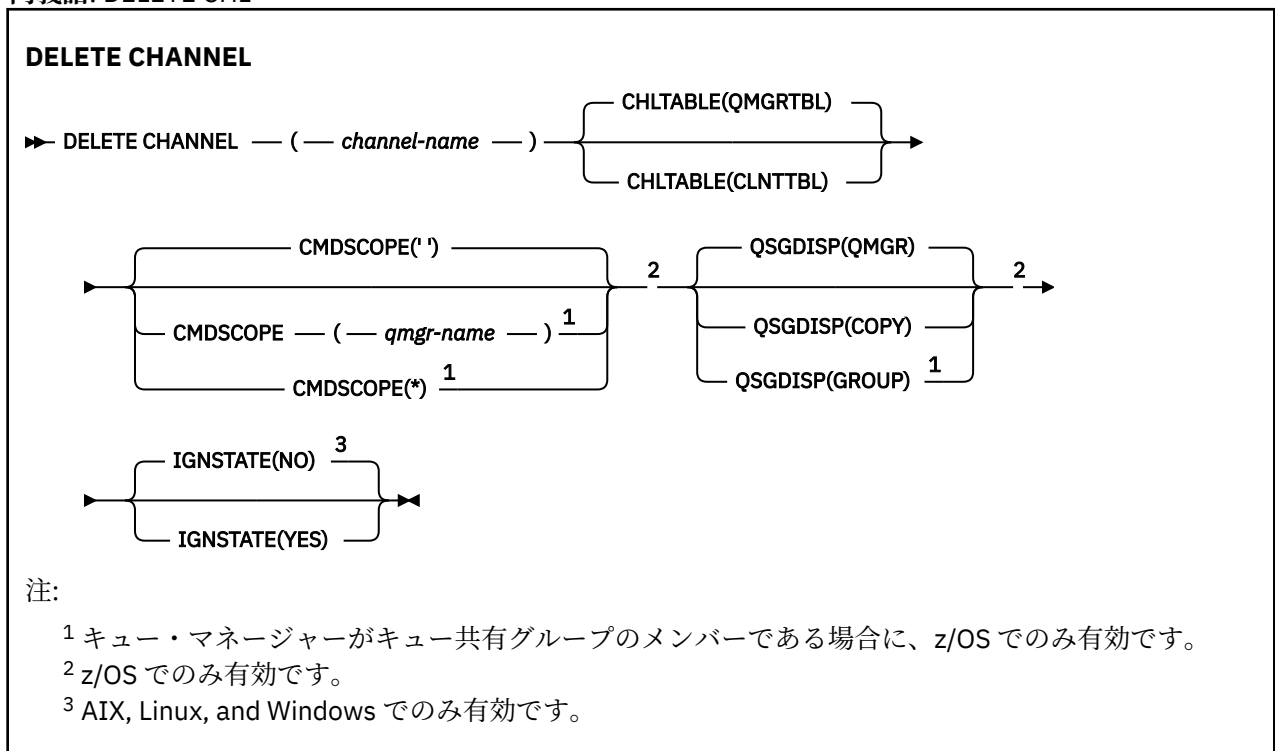 DELETE CHANNEL
CHLTABLE(QMGRTBL)
DELETE CHANNEL ( channel-name )
CHLTABLE(CLNTTBL)
CMDSCOPE(' ') QSGDISP(QMGR)
2 2
CMDSCOPE ( qmgr-name ) 1 QSGDISP(COPY)
CMDSCOPE(*) 1 QSGDISP(GROUP) 1
IGNSTATE(NO) 3
IGNSTATE(YES)
注:
1 キュー・マネージャーがキュー共有グループのメンバーである場合に、z/OS でのみ有効です。
2 z/OS でのみ有効です。
3 AIX, Linux, and Windows でのみ有効です。